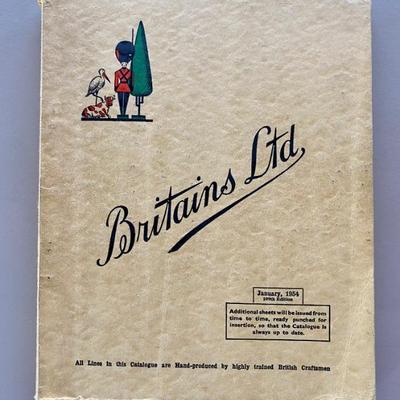 Britains Ltd
January, 1954
109th Edition
Additional sheets will be issued from
time to time, ready punched for
insertion, so that the Catalogue is
always up to date.
All Lines in this Catalogue are Hand-produced by highly trained British Craftsmen